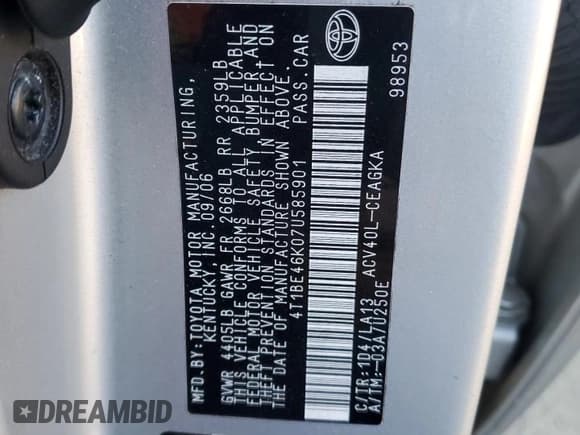 MFD.BY:TOYOTA MOTOR MANUFACTURING,
KENTUCKY,INC. 09/06
GVWR 4405LB GAWR FR 2668LB RR 2359LB
THIS VEHICLE CONFORMS TO ALL APPLICABLE
FEDERAL MOTOR VEHICLE SAFETY BUMPER AND
THEFT PREVENTION STANDARDS IN EFFECT ON
THE DATE OF MANUFACTURE SHOWN ABOVE.
4T1BE46K07U585901 PASS.CAR
C/TR:1D4/LA13 ACV40L-CEAGKA
A/TM:-03A/U250E
98953
TOYOTA
DREAMBID